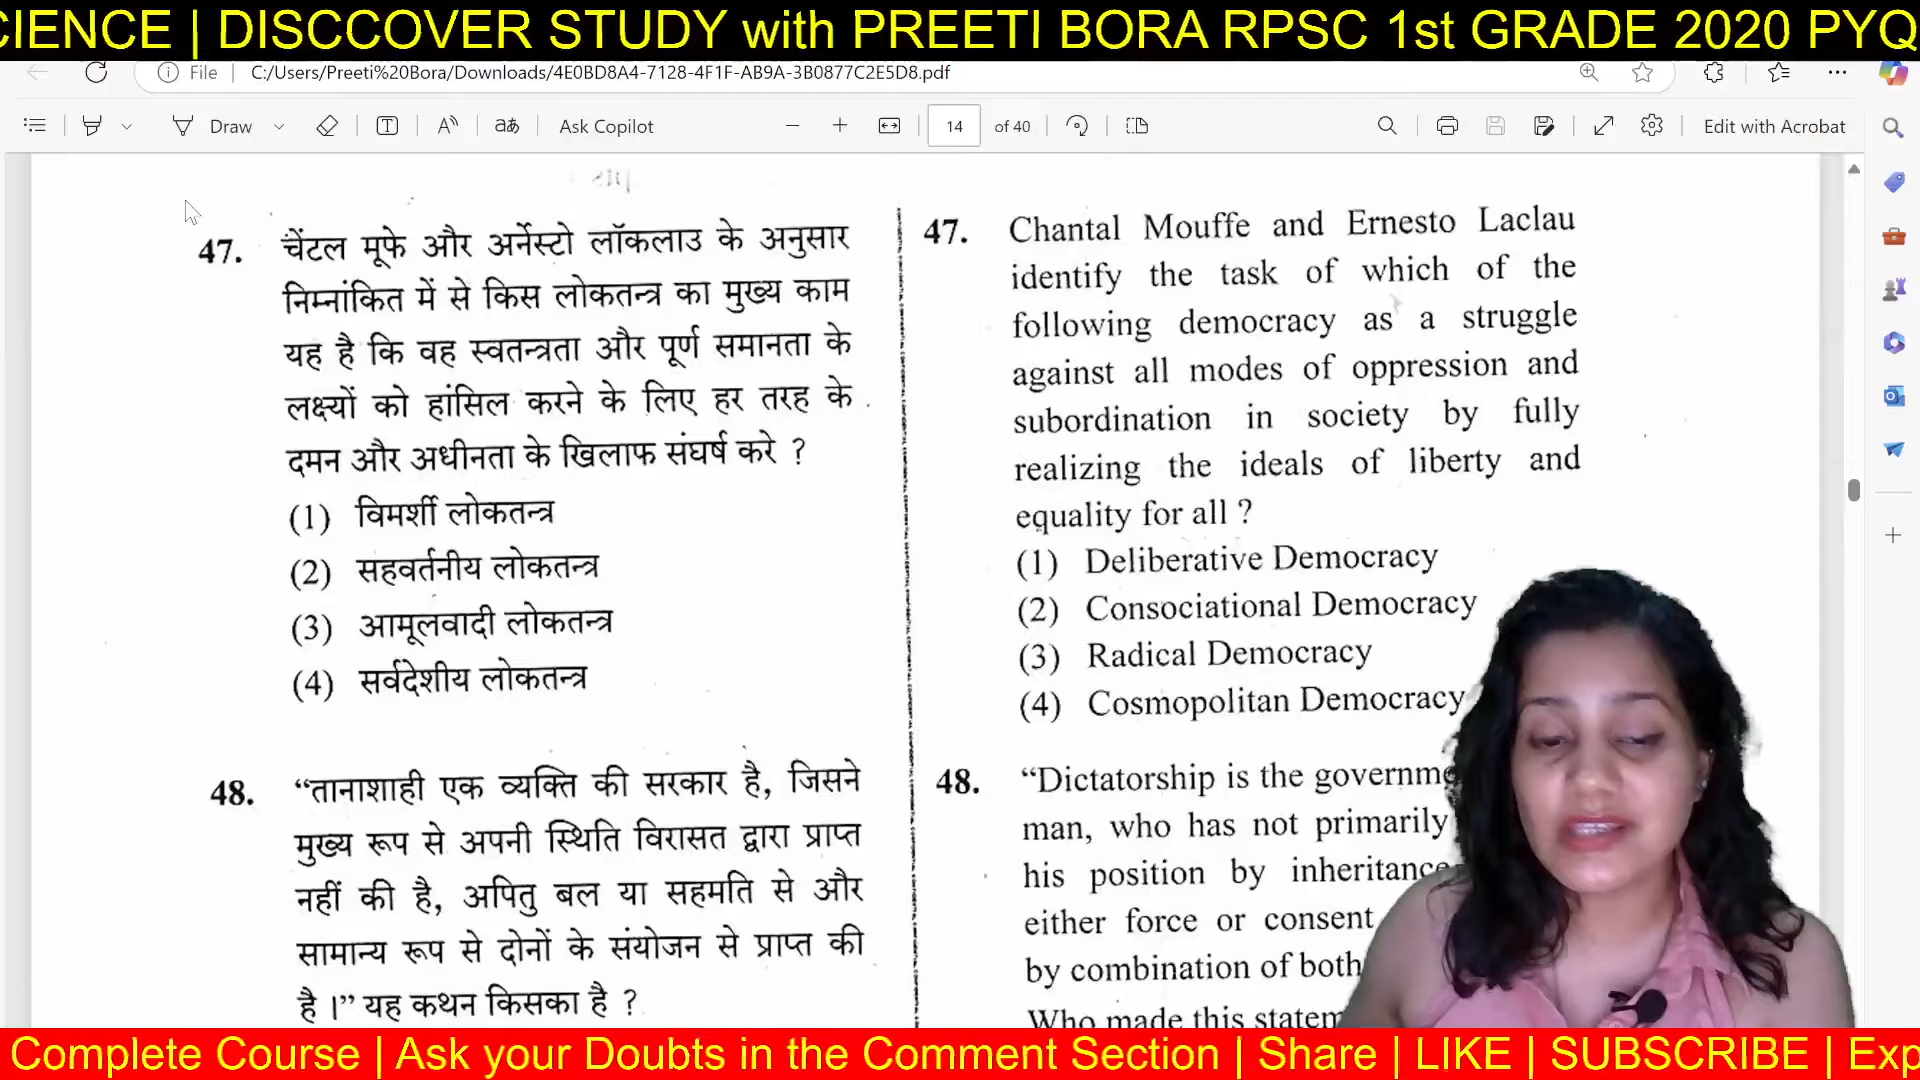 CIENCE | DISCCOVER STUDY with PREETI BORA RPSC 1st GRADE 2020 PYQ
File
C:/Users/Preeti%20Bora/Downloads/4E0BD8A4-7128-4F1F-AB9A-3B0877C2E5D8.pdf
Draw
aあ
Ask Copilot
14 of 40
Edit with Acrobat
47. चेंटल मूफे और अर्नेस्टो लॉकलाउ के अनुसार
निम्नांकित में से किस लोकतन्त्र का मुख्य काम
यह है कि वह स्वतन्त्रता और पूर्ण समानता के
लक्ष्यों को हांसिल करने के लिए हर तरह के
दमन और अधीनता के खिलाफ संघर्ष करे ?
(1) विमर्शी लोकतन्त्र
(2) सहवर्तनीय लोकतन्त्र
(3) आमूलवादी लोकतन्त्र
(4) सर्वदेशीय लोकतन्त्र
48. “तानाशाही एक व्यक्ति की सरकार है, जिसने
मुख्य रूप से अपनी स्थिति विरासत द्वारा प्राप्त
नहीं की है, अपितु बल या सहमति से और
सामान्य रूप से दोनों के संयोजन से प्राप्त की
है ।” यह कथन किसका है ?
47. Chantal Mouffe and Ernesto Laclau
identify the task of which of the
following democracy as a struggle
against all modes of oppression and
subordination in society by fully
realizing the ideals of liberty and
equality for all ?
(1) Deliberative Democracy
(2) Consociational Democracy
(3) Radical Democracy
(4) Cosmopolitan Democracy
48. “Dictatorship is the governme
man, who has not primarily
his position by inheritance
either force or consent
by combination of both
Who made this statem
Complete Course | Ask your Doubts in the Comment Section | Share | LIKE | SUBSCRIBE | Exp